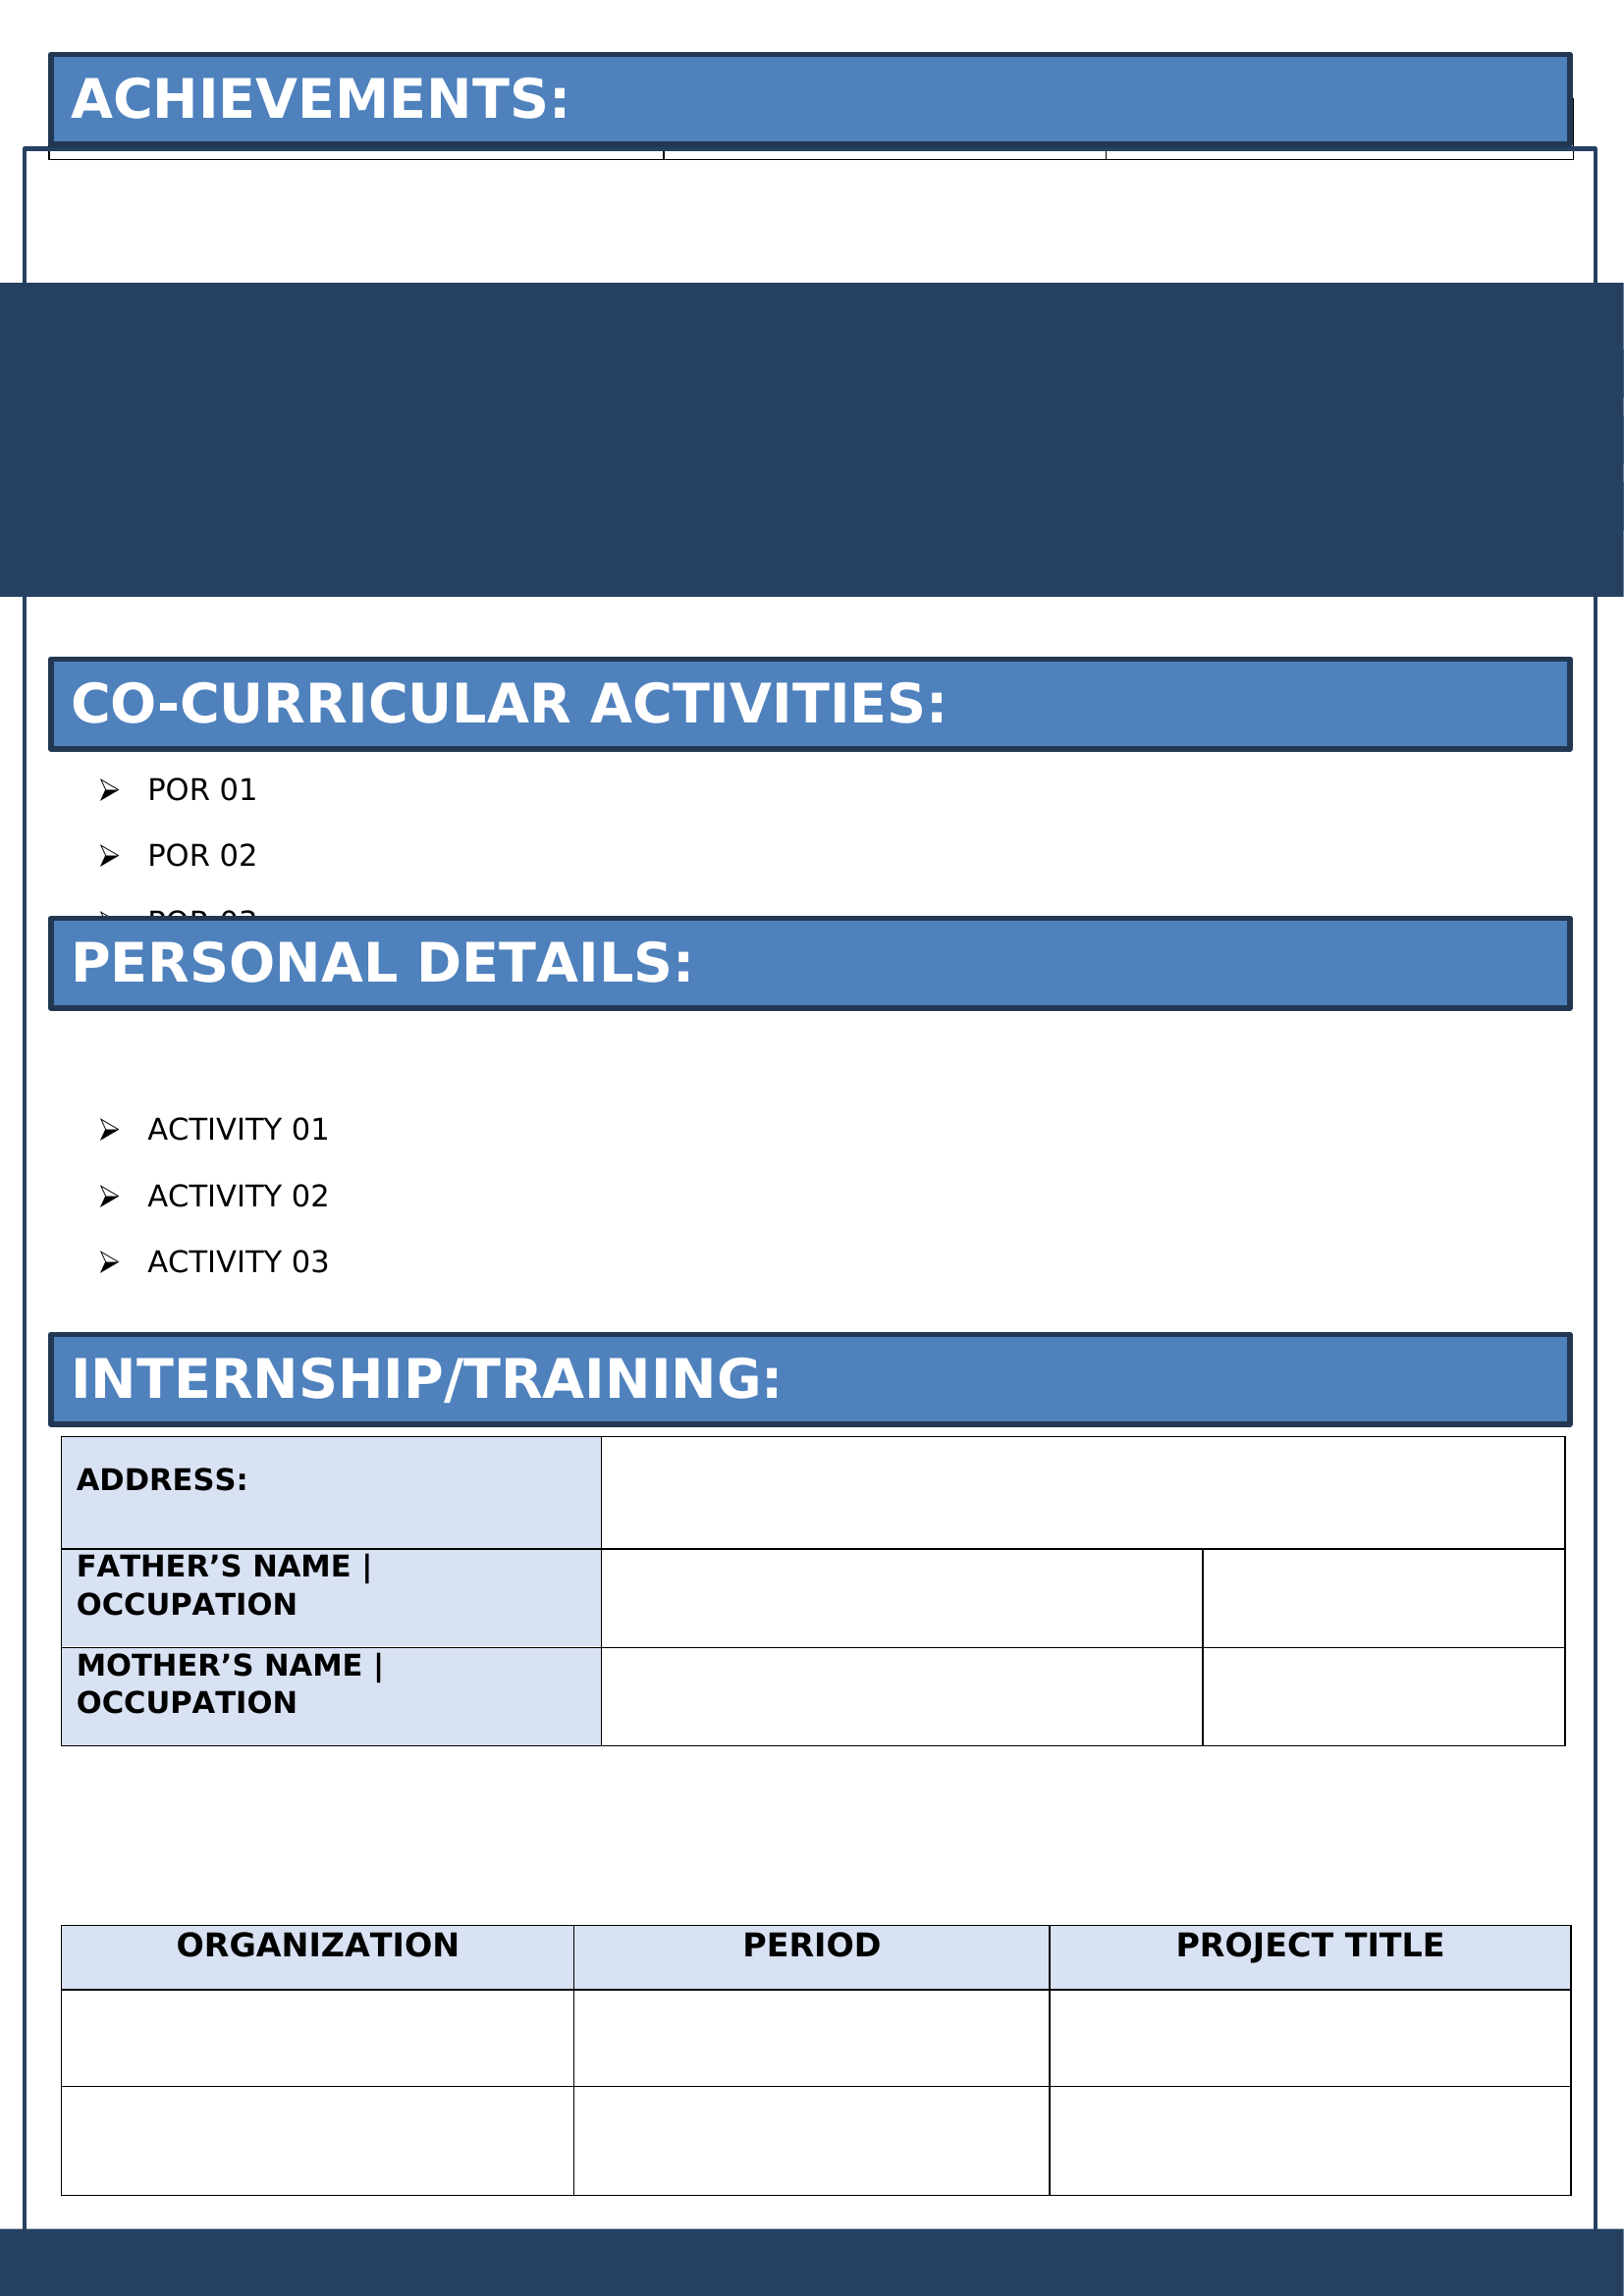 ACHIEVEMENTS:
CO-CURRICULAR ACTIVITIES:
➢ POR 01
➢ POR 02
PERSONAL DETAILS:
➢ ACTIVITY 01
➢ ACTIVITY 02
➢ ACTIVITY 03
INTERNSHIP/TRAINING:
ADDRESS:
FATHER’S NAME |
OCCUPATION
MOTHER’S NAME |
OCCUPATION
ORGANIZATION PERIOD PROJECT TITLE